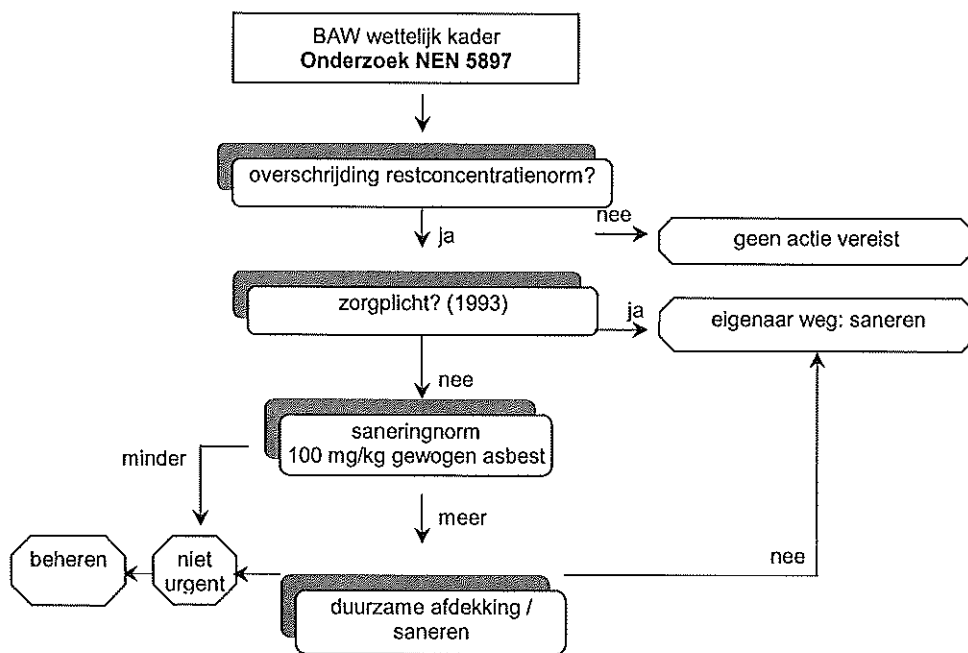 BAW wettelijk kader
Onderzoek NEN 5897
overschrijding restconcentratienorm?
nee
ja
geen actie vereist
zorgplicht? (1993)
ja
eigenaar weg: saneren
nee
saneringnorm
100 mg/kg gewogen asbest
minder
meer
beheren
niet
urgent
nee
duurzame afdekking /
saneren